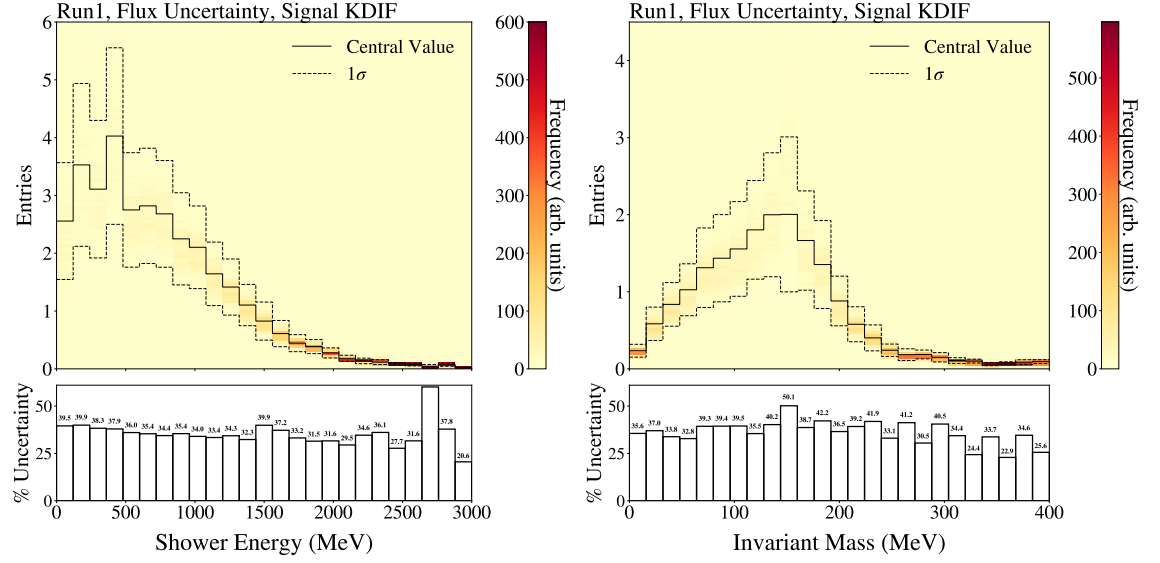 Run1, Flux Uncertainty, Signal KDIF
Central Value
1σ
Entries
6
5
4
3
2
1
0
600
500
400
300
200
100
0
Frequency (arb. units)
% Uncertainty
50
25
0
39.5 39.9 38.3 37.9 36.0 35.4 34.4 35.4 34.0 33.4 34.3 32.3 39.9 37.2 33.2 31.5 31.6 29.5 34.6 36.1 27.7 31.6 37.8 20.6
0 500 1000 1500 2000 2500 3000
Shower Energy (MeV)
Run1, Flux Uncertainty, Signal KDIF
Central Value
1σ
Entries
4
3
2
1
0
500
400
300
200
100
0
Frequency (arb. units)
% Uncertainty
50
25
0
35.6 37.0 33.8 32.8 39.3 39.4 39.5 35.5 40.2 50.1 38.7 42.2 36.5 39.2 41.9 33.1 41.2 30.5 40.5 34.4 24.4 33.7 22.9 34.6 25.6
0 100 200 300 400
Invariant Mass (MeV)